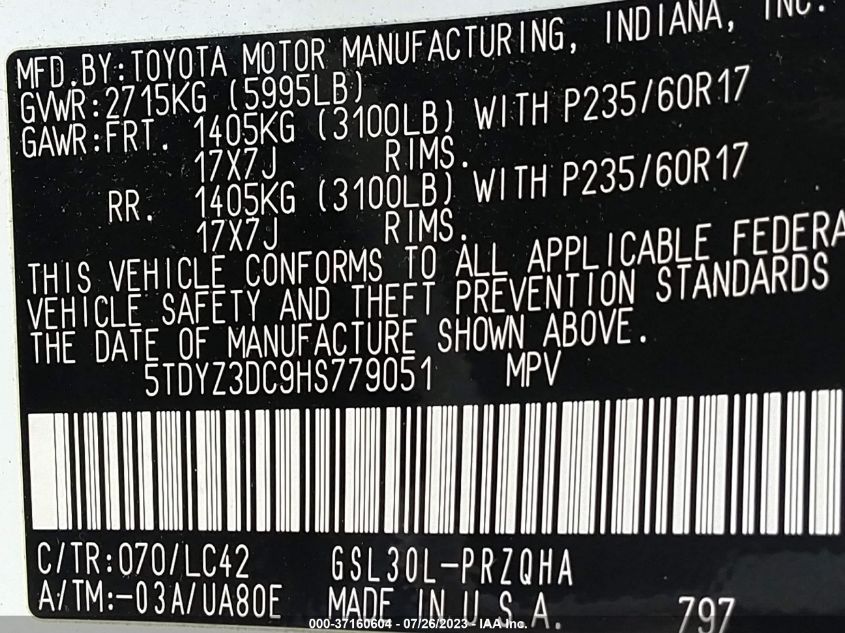 MFD.BY:TOYOTA MOTOR MANUFACTURING, INDIANA, INC.
GVWR:2715KG (5995LB)
GAWR:FRT. 1405KG (3100LB) WITH P235/60R17
17X7J RIMS.
RR. 1405KG (3100LB) WITH P235/60R17
17X7J RIMS.
THIS VEHICLE CONFORMS TO ALL APPLICABLE FEDERA
VEHICLE SAFETY AND THEFT PREVENTION STANDARDS
THE DATE OF MANUFACTURE SHOWN ABOVE.
5TDYZ3DC9HS779051 MPV
C/TR:070/LC42 GSL30L-PRZQHA
A/TM:-03A/UA80E MADE IN U.S.A. 797
000-37160604 - 07/26/2023 - IAA Inc.